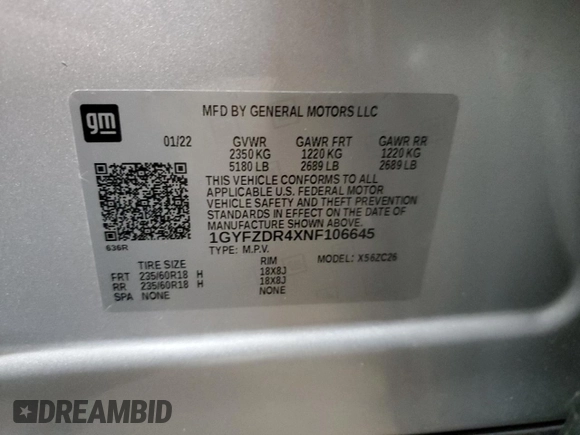 gm
MFD BY GENERAL MOTORS LLC
01/22 GVWR GAWR FRT GAWR RR
2350 KG 1220 KG 1220 KG
5180 LB 2689 LB 2689 LB
THIS VEHICLE CONFORMS TO ALL
APPLICABLE U.S. FEDERAL MOTOR
VEHICLE SAFETY AND THEFT PREVENTION
STANDARDS IN EFFECT ON THE DATE OF
MANUFACTURE SHOWN ABOVE.
1GYFZDR4XNF106645
636R
TYPE: M.P.V. MODEL: X56ZC26
TIRE SIZE RIM
FRT 235/60R18 H 18X8J
RR 235/60R18 H 18X8J
SPA NONE NONE
DREAMBID